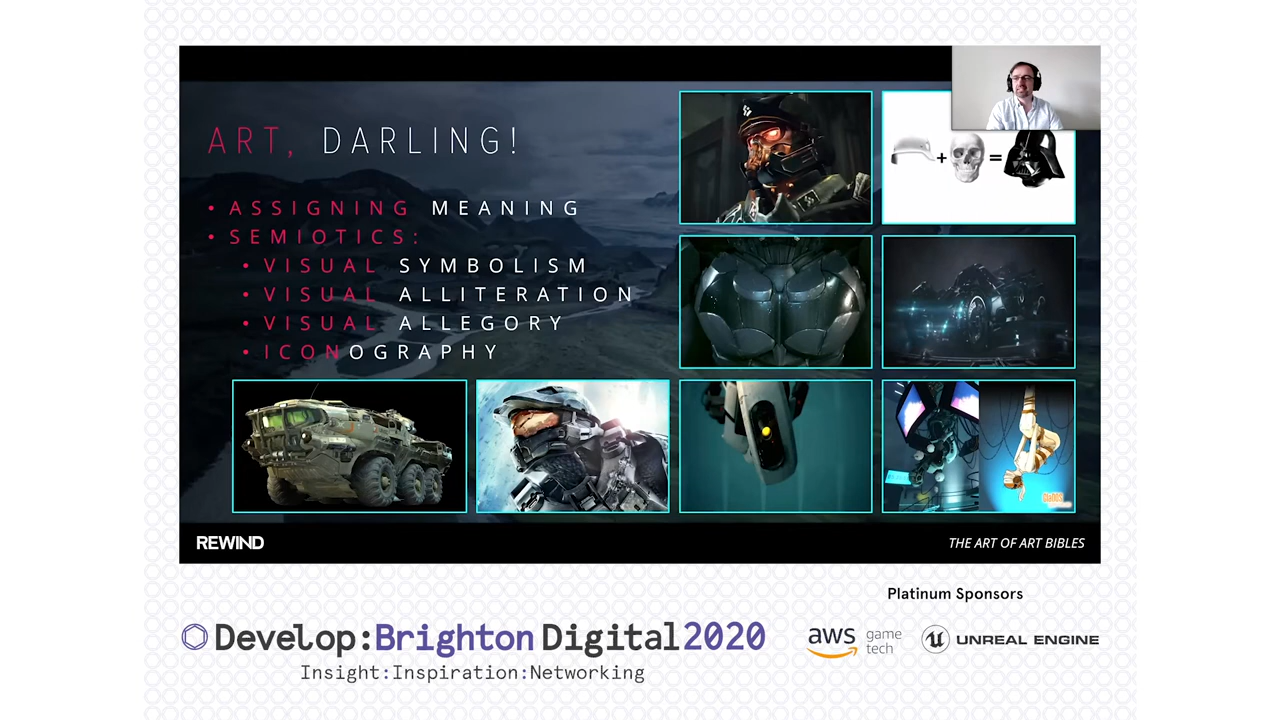 ART, DARLING!
• ASSIGNING MEANING
• SEMIOTICS:
• VISUAL SYMBOLISM
• VISUAL ALLITERATION
• VISUAL ALLEGORY
• ICONOGRAPHY
+ =
REWIND
THE ART OF ART BIBLES
Platinum Sponsors
Develop:Brighton Digital 2020
Insight:Inspiration:Networking
aws game tech
UNREAL ENGINE